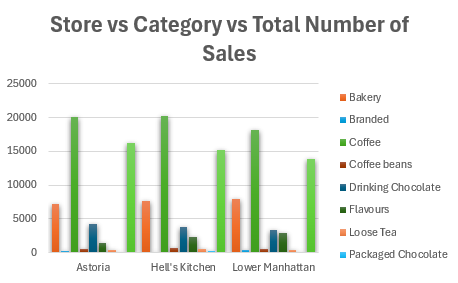 Store vs Category vs Total Number of
Sales
25000
20000
15000
10000
5000
0
Astoria
Hell's Kitchen
Lower Manhattan
Bakery
Branded
Coffee
Coffee beans
Drinking Chocolate
Flavours
Loose Tea
Packaged Chocolate